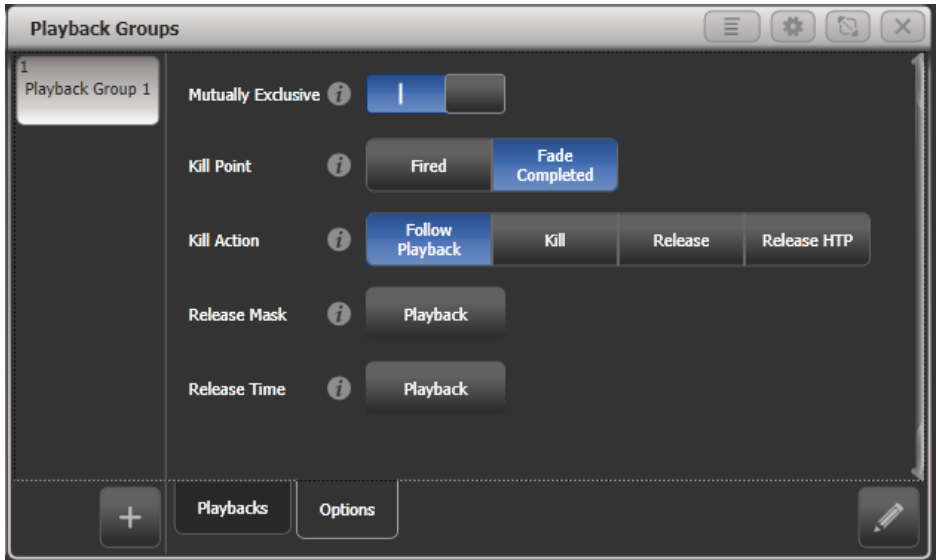 Playback Groups
1
Playback Group 1
Mutually Exclusive i
Kill Point i Fired Fade
Completed
Kill Action i Follow
Playback Kill Release Release HTP
Release Mask i Playback
Release Time i Playback
+ Playbacks Options